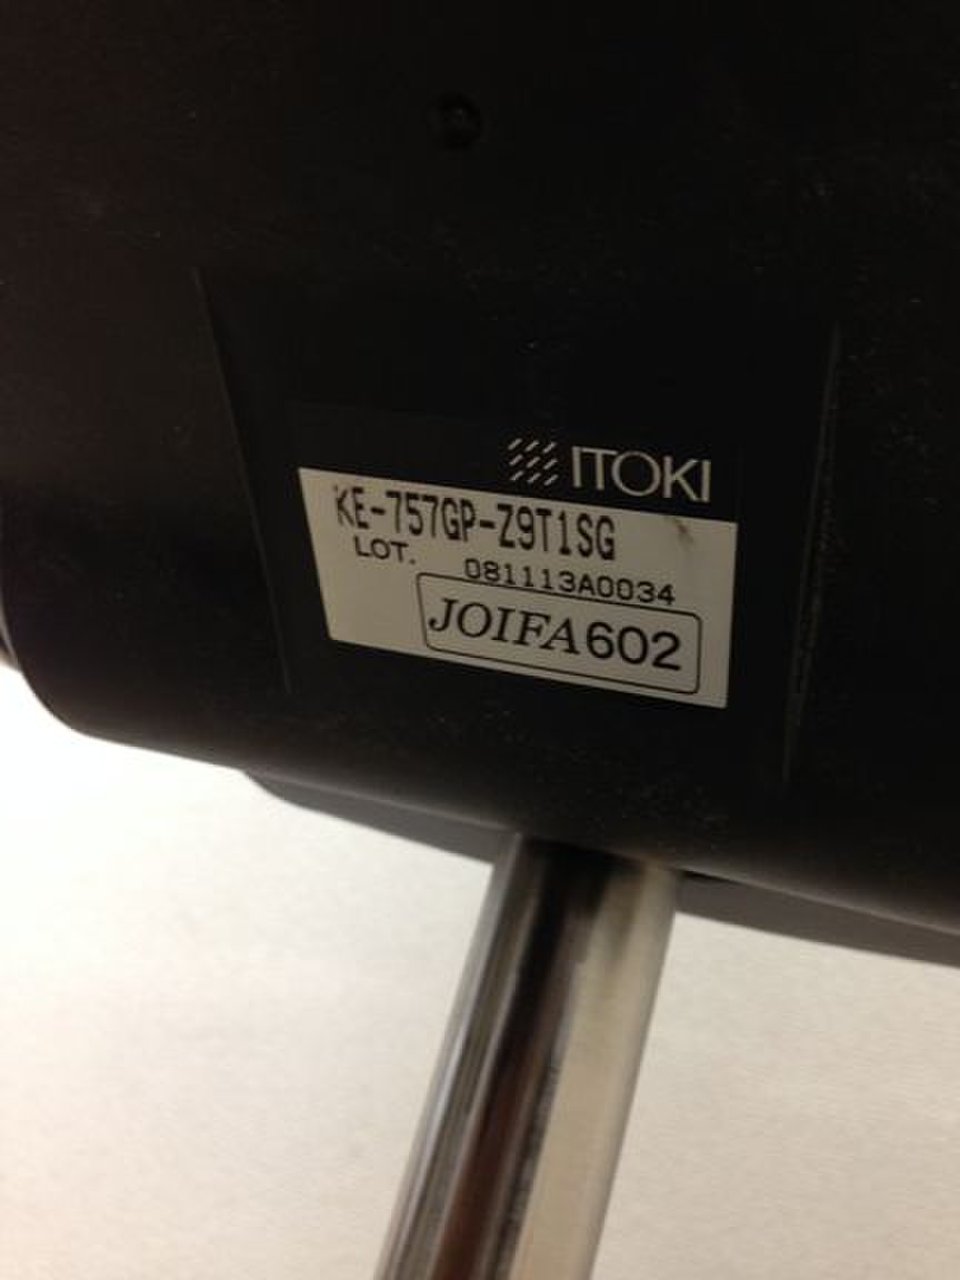 ITOKI
KE-757GP-Z9T1SG
LOT. 081113A0034
JOIFA602